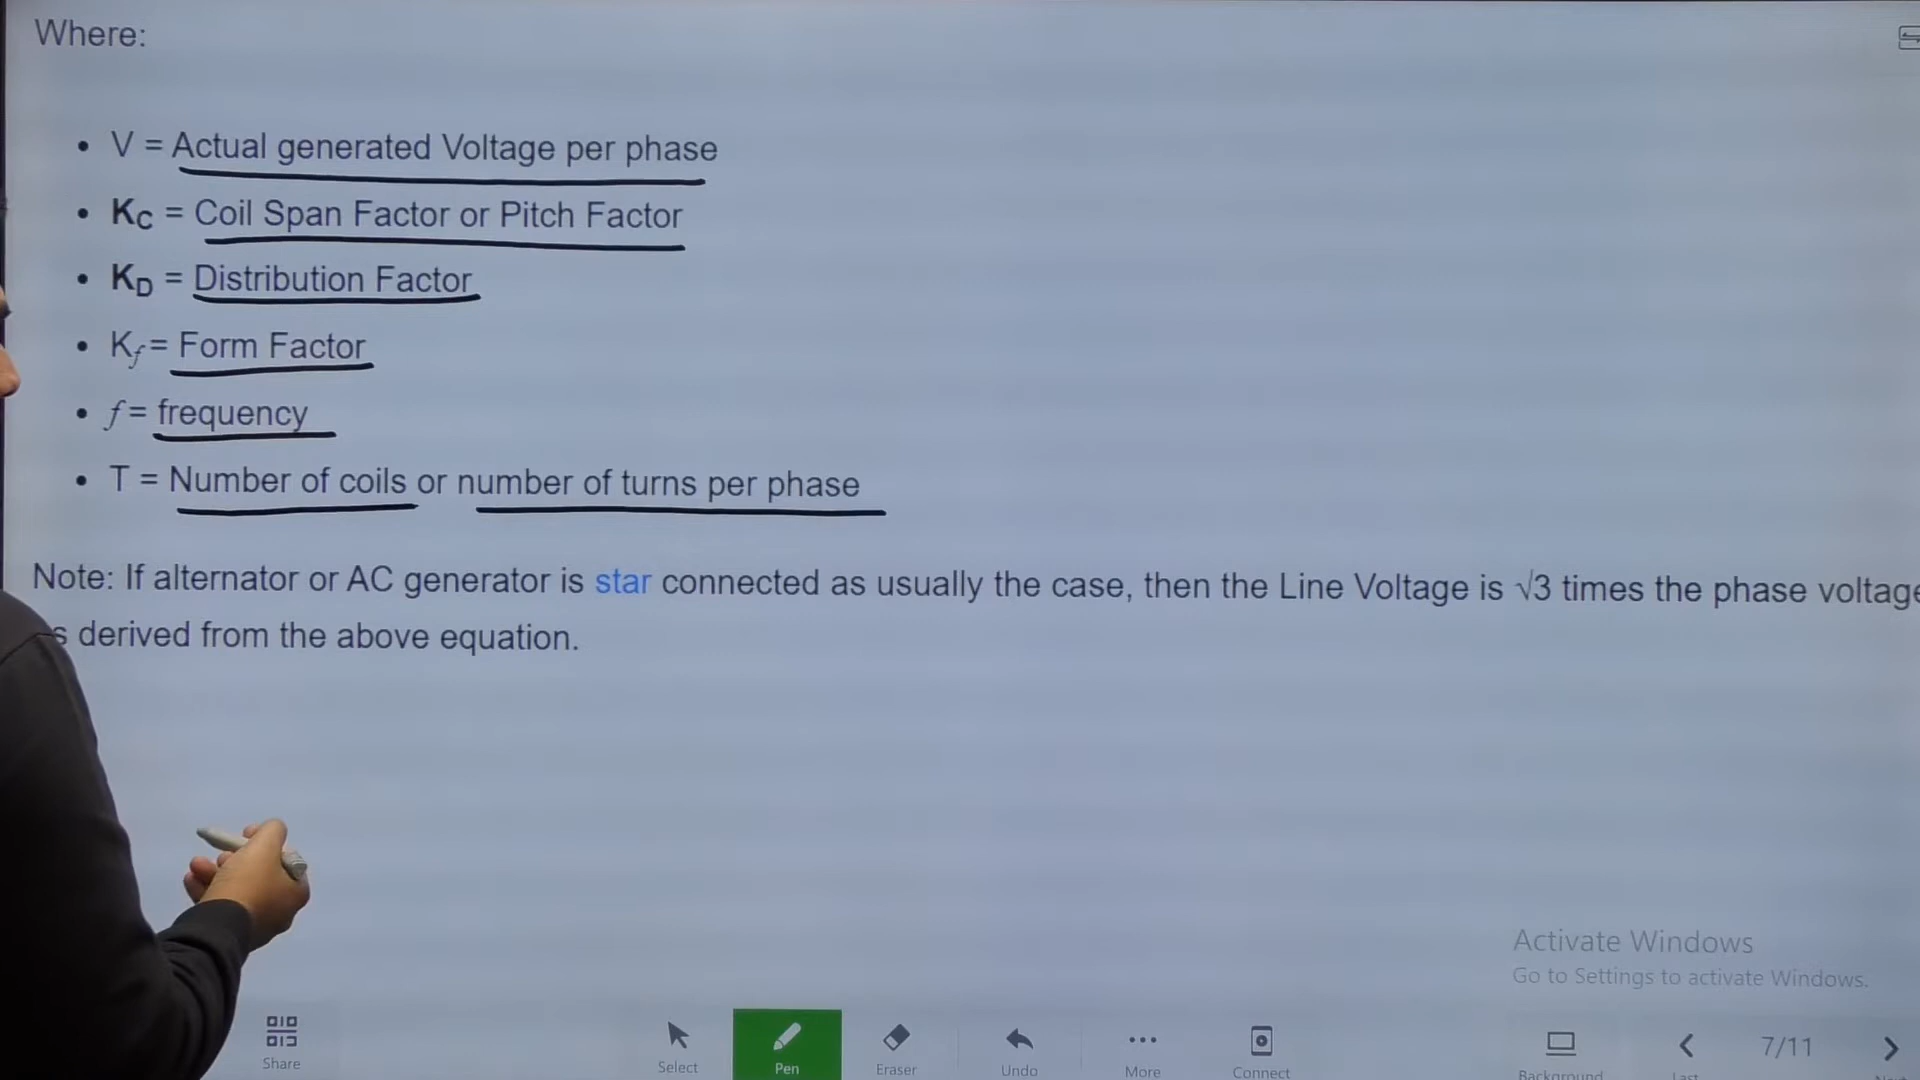 Where:
• V = Actual generated Voltage per phase
• KC = Coil Span Factor or Pitch Factor
• KD = Distribution Factor
• Kf = Form Factor
• f = frequency
• T = Number of coils or number of turns per phase
Note: If alternator or AC generator is star connected as usually the case, then the Line Voltage is √3 times the phase voltage
derived from the above equation.
Activate Windows
Go to Settings to activate Windows.
Share
Select
Pen
Eraser
Undo
More
Connect
Background
Last
7/11